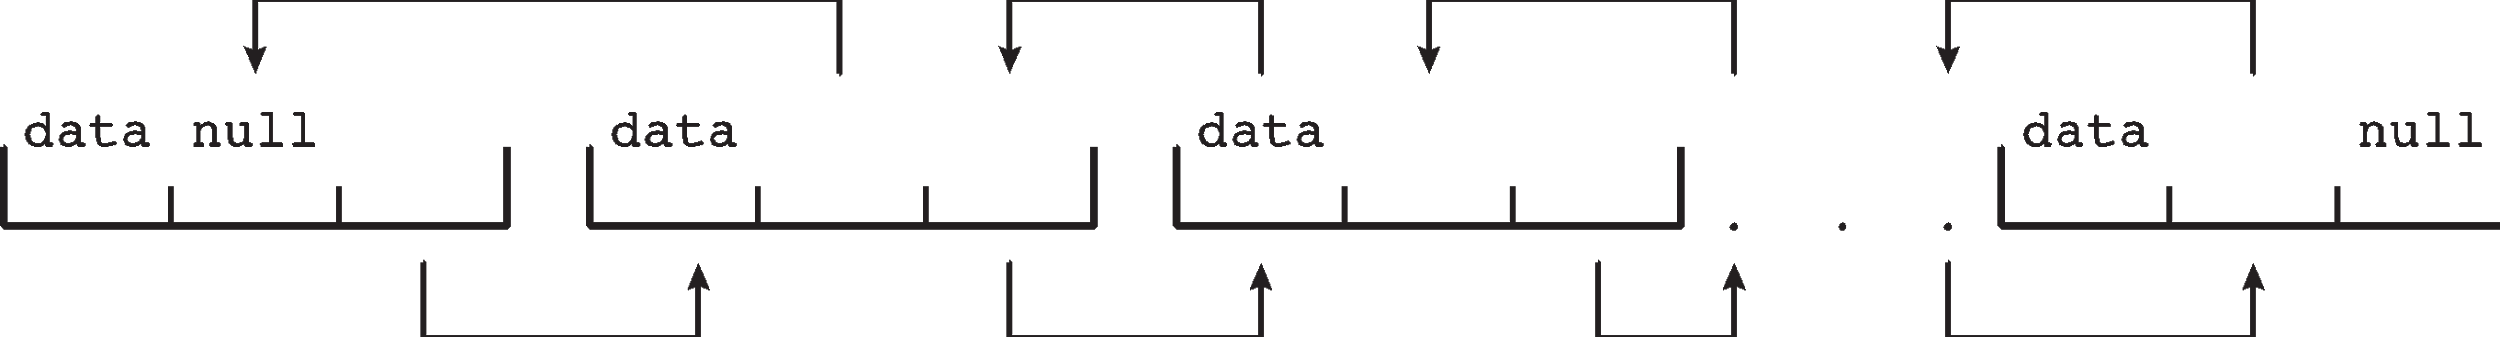 data null data data . . . data null